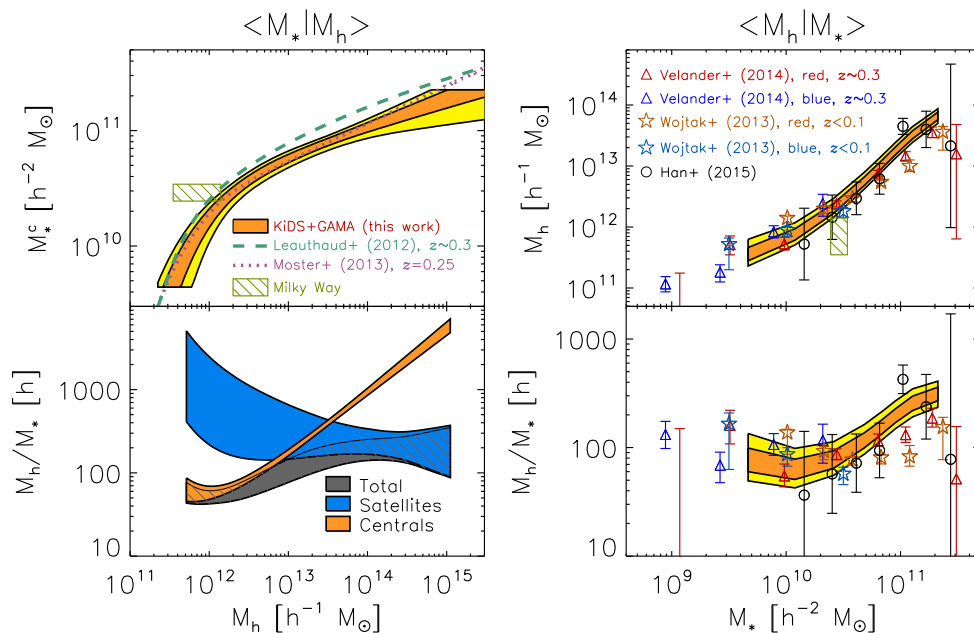 <M*|Mh>
<Mh|M*>
M*c [h-2 M⊙]
10^11
10^10
KiDS+GAMA (this work)
Leauthaud+ (2012), z~0.3
Moster+ (2013), z=0.25
Milky Way
Mh [h-1 M⊙]
10^14
10^13
10^12
10^11
Velander+ (2014), red, z~0.3
Velander+ (2014), blue, z~0.3
Wojtak+ (2013), red, z<0.1
Wojtak+ (2013), blue, z<0.1
Han+ (2015)
Mh/M* [h]
1000
100
10
Total
Satellites
Centrals
10^11 10^12 10^13 10^14 10^15
Mh [h-1 M⊙]
Mh/M* [h]
1000
100
10
10^9 10^10 10^11
M* [h-2 M⊙]